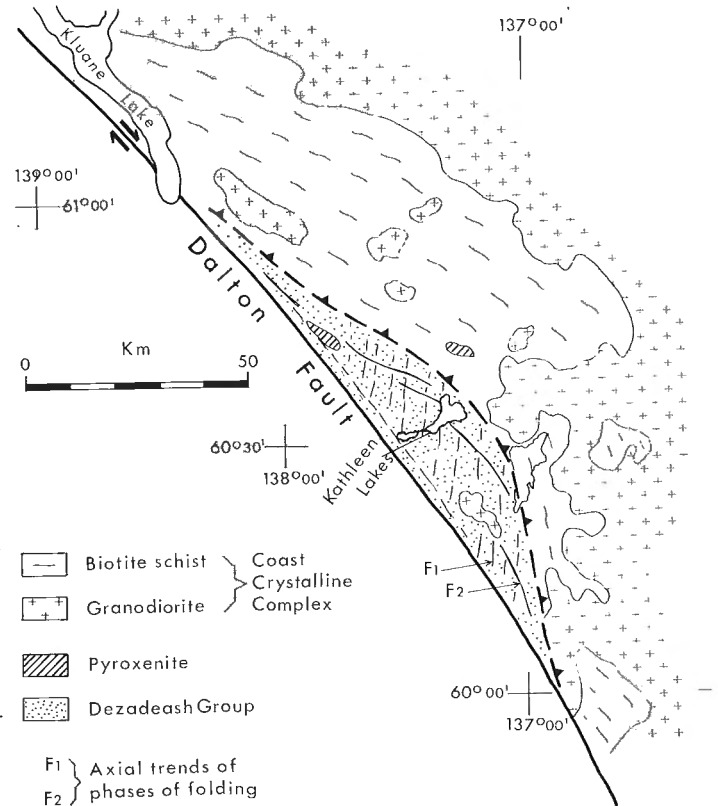 137°00'
Kluane
Lake
139°00'
61°00'
Dalton
Fault
Km
0 50
60°30'
138°00'
Kathleen
Lakes
F1
F2
Biotite schist
Granodiorite
Coast
Crystalline
Complex
Pyroxenite
Dezadeash Group
60°00'
137°00'
F1
F2
Axial trends of
phases of folding